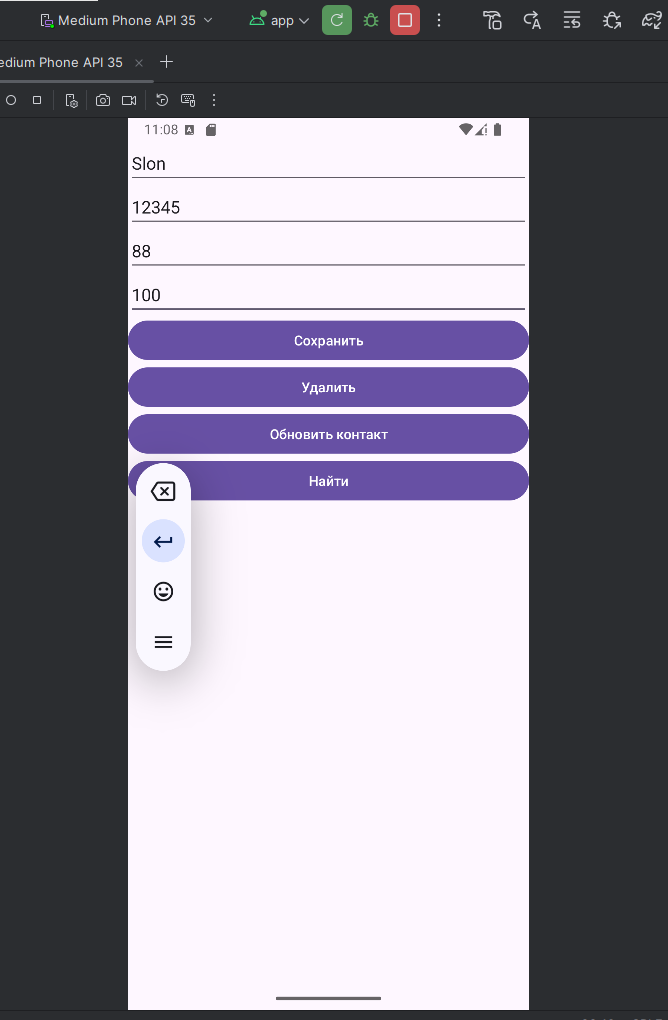 Medium Phone API 35
app
edium Phone API 35
11:08
Slon
12345
88
100
Сохранить
Удалить
Обновить контакт
Найти